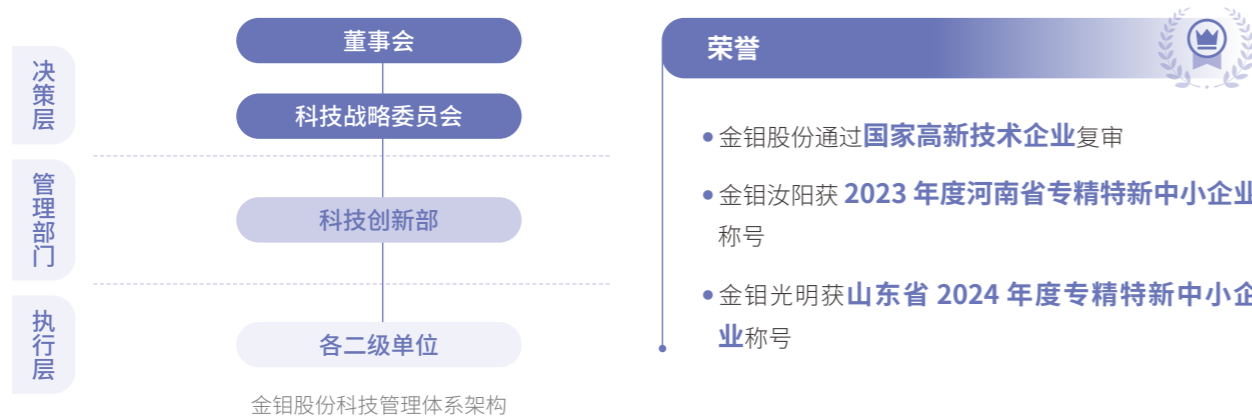 决策层
董事会
科技战略委员会
管理部门
科技创新部
执行层
各二级单位
金钼股份科技管理体系架构
荣誉
•金钼股份通过国家高新技术企业复审
•金钼汝阳获 2023 年度河南省专精特新中小企业
称号
•金钼光明获山东省 2024 年度专精特新中小企
业称号